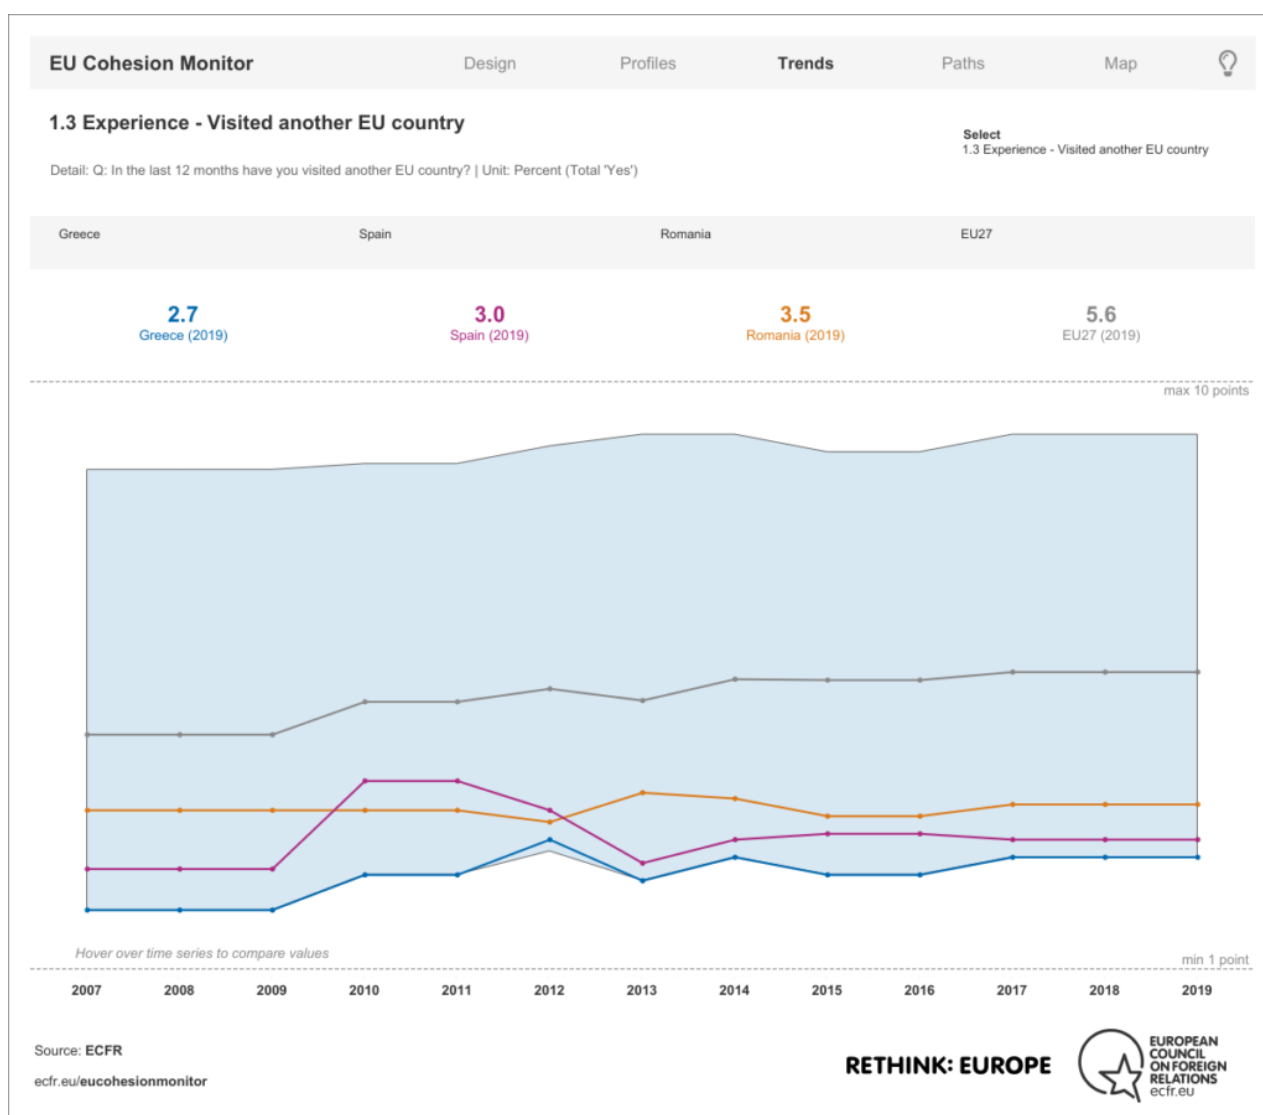 EU Cohesion Monitor Design Profiles Trends Paths Map
1.3 Experience - Visited another EU country
Select
1.3 Experience - Visited another EU country
Detail: Q: In the last 12 months have you visited another EU country? | Unit: Percent (Total 'Yes')
Greece Spain Romania EU27
2.7 3.0 3.5 5.6
Greece (2019) Spain (2019) Romania (2019) EU27 (2019)
max 10 points
Hover over time series to compare values
min 1 point
2007 2008 2009 2010 2011 2012 2013 2014 2015 2016 2017 2018 2019
Source: ECFR
ecfr.eu/eucohesionmonitor
RETHINK: EUROPE
EUROPEAN
COUNCIL
ON FOREIGN
RELATIONS
ecfr.eu